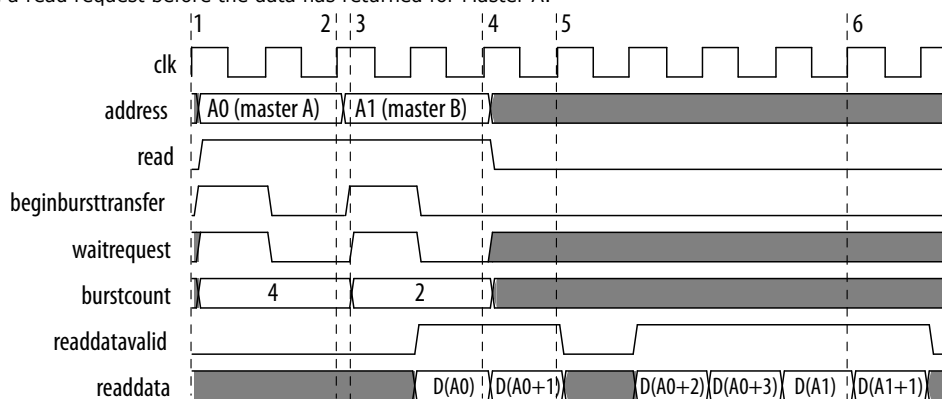 a read request before the data has returned for Master A.
1 2 3 4 5 6
clk
address A0 (master A) A1 (master B)
read
beginbursttransfer
waitrequest
burstcount 4 2
readdatavalid
readdata D(A0) D(A0+1) D(A0+2) D(A0+3) D(A1) D(A1+1)